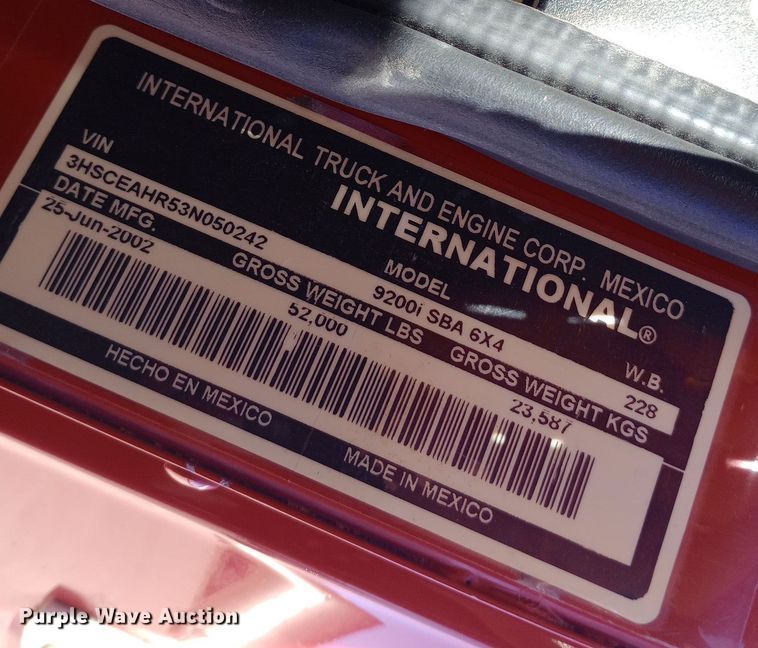 INTERNATIONAL TRUCK AND ENGINE CORP. MEXICO
INTERNATIONAL®
VIN MODEL W.B.
3HSCEAHR53N050242 9200i SBA 6X4 228
DATE MFG. GROSS WEIGHT LBS GROSS WEIGHT KGS
25-Jun-2002 52,000 23,587
HECHO EN MEXICO MADE IN MEXICO
Purple Wave Auction